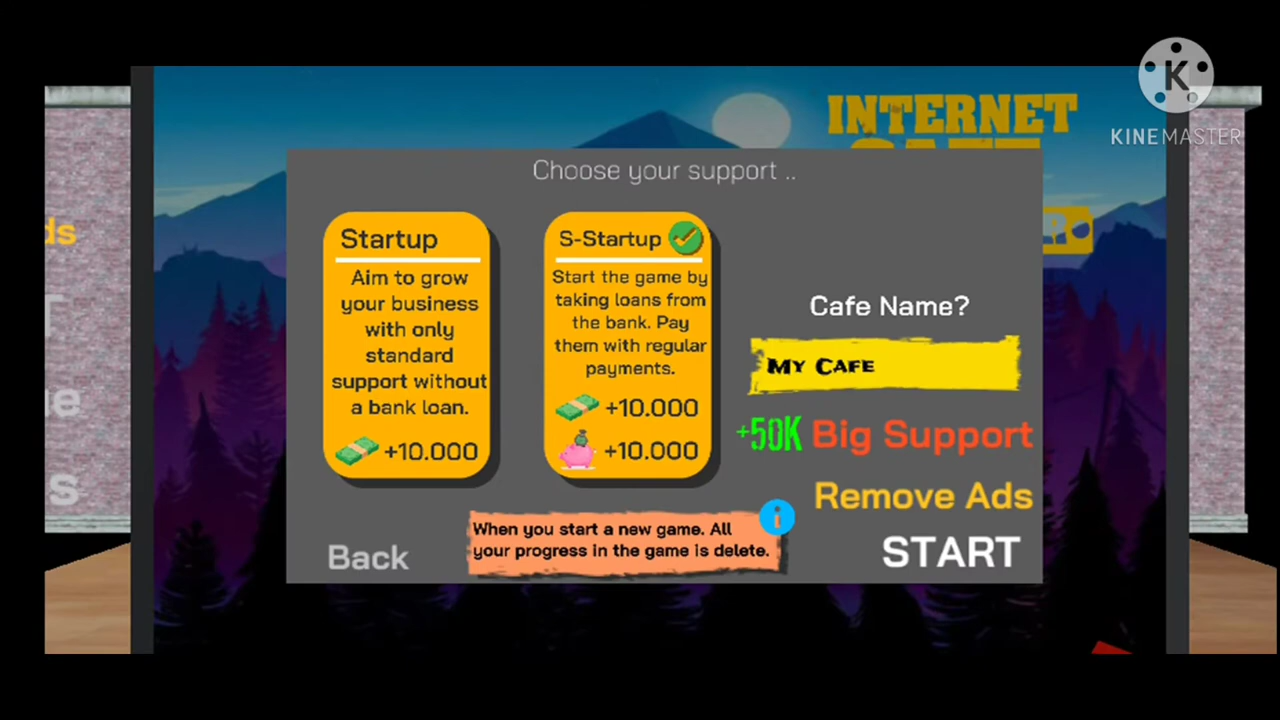 INTERNET
KINEMASTER
Choose your support ..
ds
Startup
Aim to grow
your business
with only
standard
support without
a bank loan.
+10.000
S-Startup
Start the game by
taking loans from
the bank. Pay
them with regular
payments.
+10.000
+10.000
Cafe Name?
MY CAFE
+50K Big Support
Remove Ads
START
When you start a new game. All
your progress in the game is delete.
i
Back